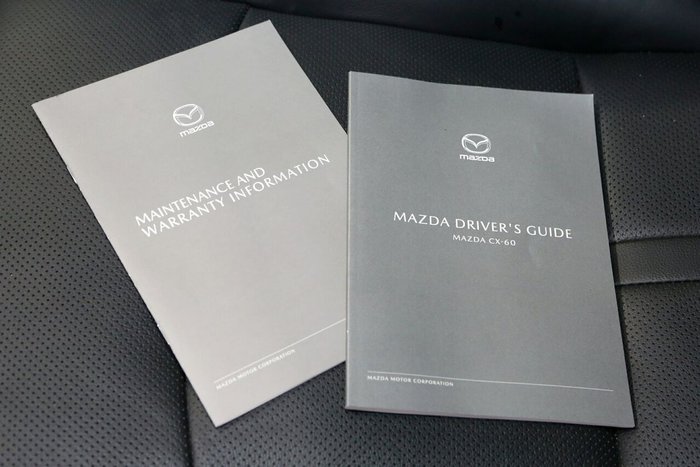 mazda
MAINTENANCE AND
WARRANTY INFORMATION
MAZDA MOTOR CORPORATION
mazda
MAZDA DRIVER'S GUIDE
MAZDA CX-60
MAZDA MOTOR CORPORATION